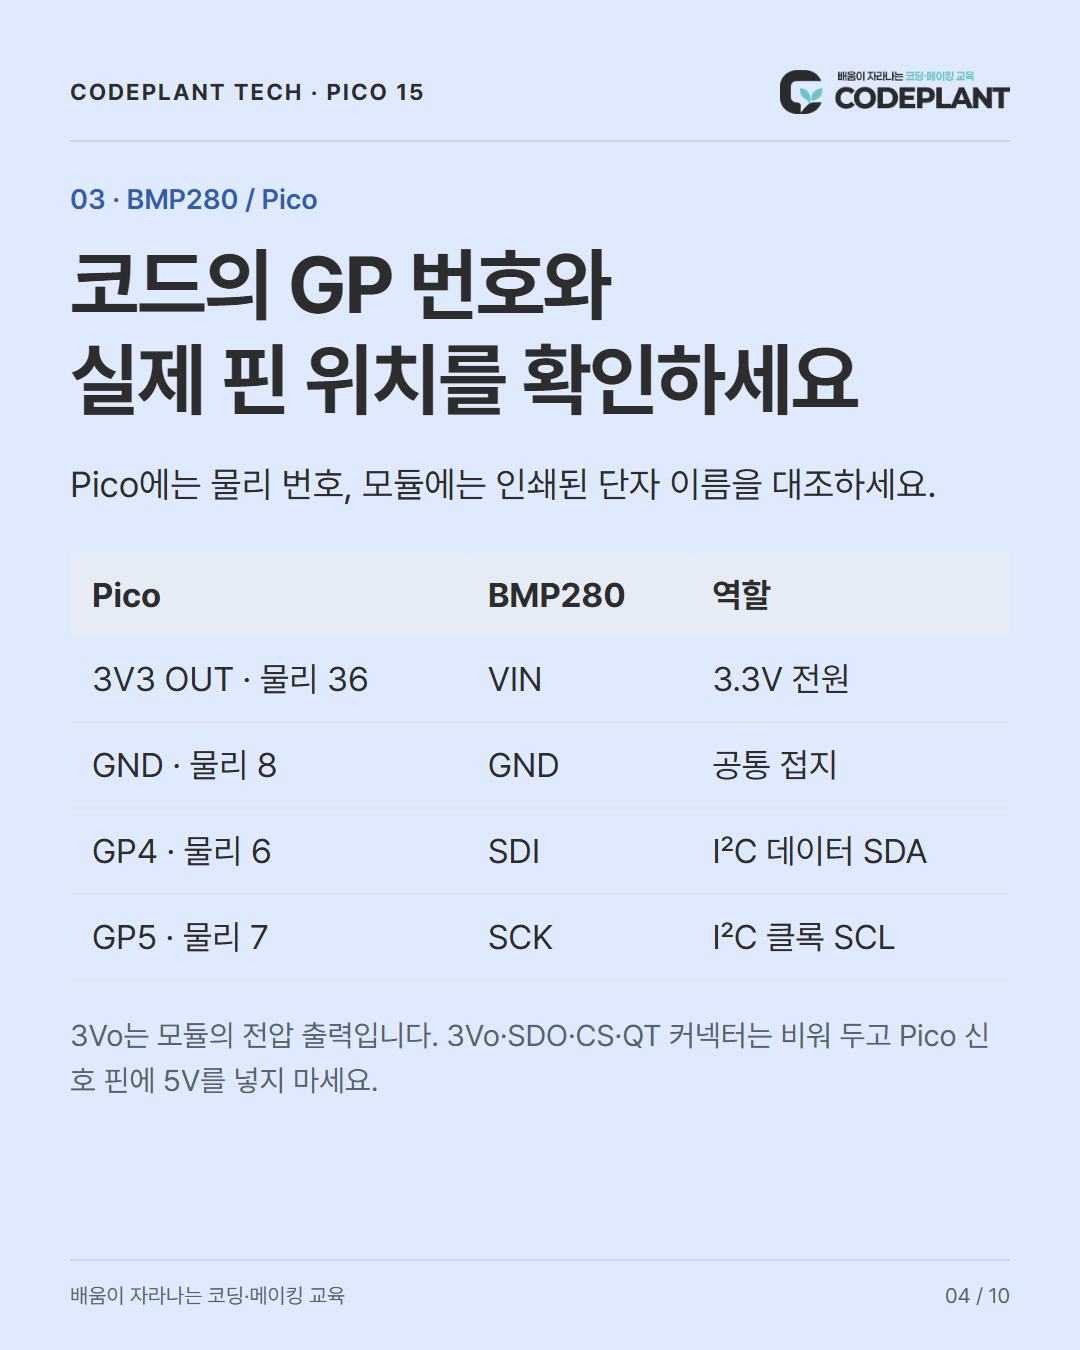 CODEPLANT TECH · PICO 15
배움이 자라나는 코딩·메이킹 교육
CODEPLANT
03 · BMP280 / Pico
코드의 GP 번호와
실제 핀 위치를 확인하세요
Pico에는 물리 번호, 모듈에는 인쇄된 단자 이름을 대조하세요.
Pico BMP280 역할
3V3 OUT · 물리 36 VIN 3.3V 전원
GND · 물리 8 GND 공통 접지
GP4 · 물리 6 SDI I²C 데이터 SDA
GP5 · 물리 7 SCK I²C 클록 SCL
3Vo는 모듈의 전압 출력입니다. 3Vo·SDO·CS·QT 커넥터는 비워 두고 Pico 신
호 핀에 5V를 넣지 마세요.
배움이 자라나는 코딩·메이킹 교육
04 / 10